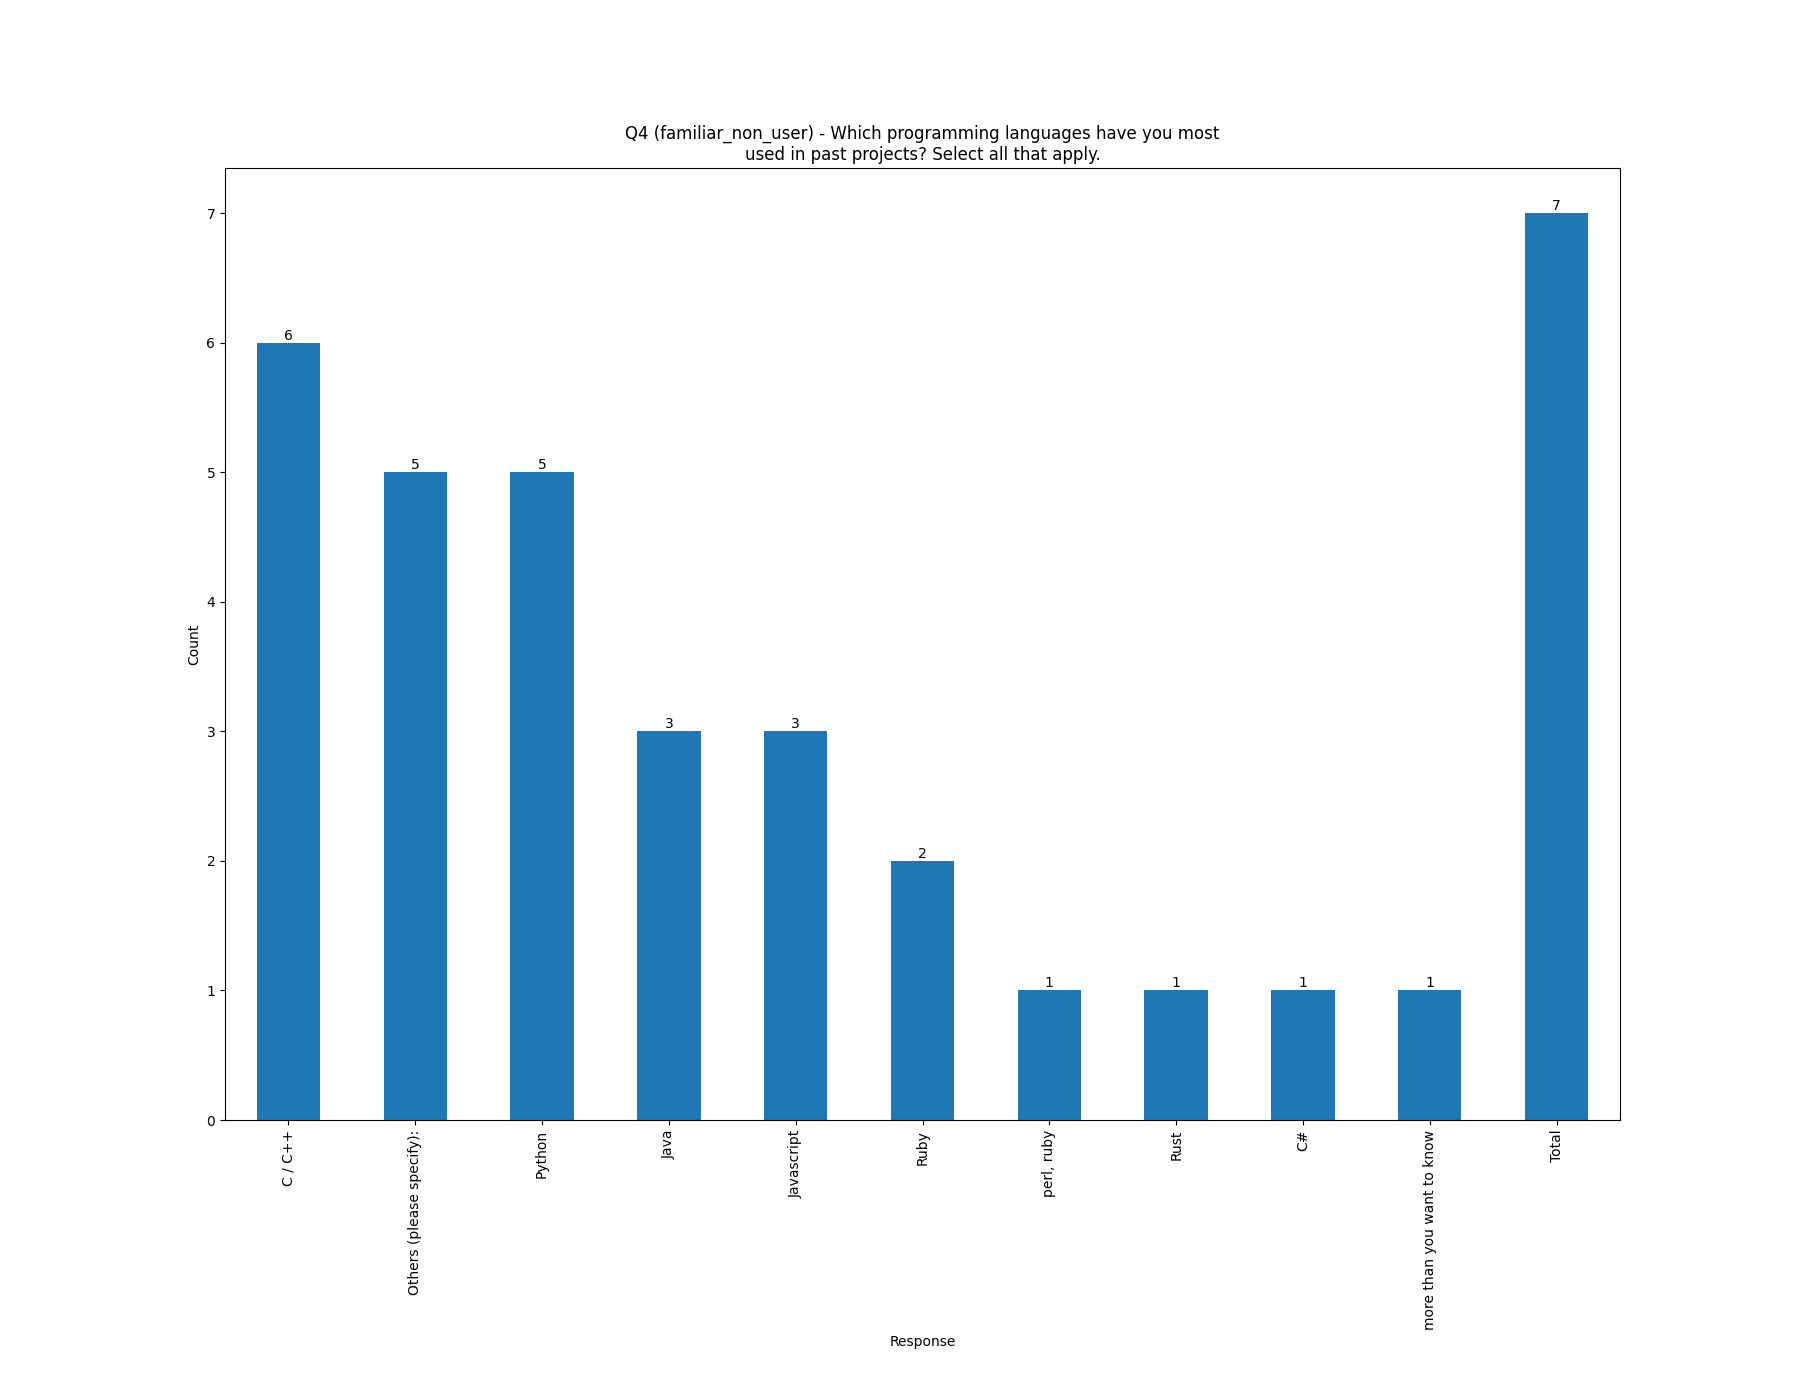 Q4 (familiar_non_user) - Which programming languages have you most
used in past projects? Select all that apply.
Count
7
6
5
4
3
2
1
0
6
5
5
3
3
2
1
1
1
1
7
C / C++
Others (please specify):
Python
Java
Javascript
Ruby
perl, ruby
Rust
C#
more than you want to know
Total
Response